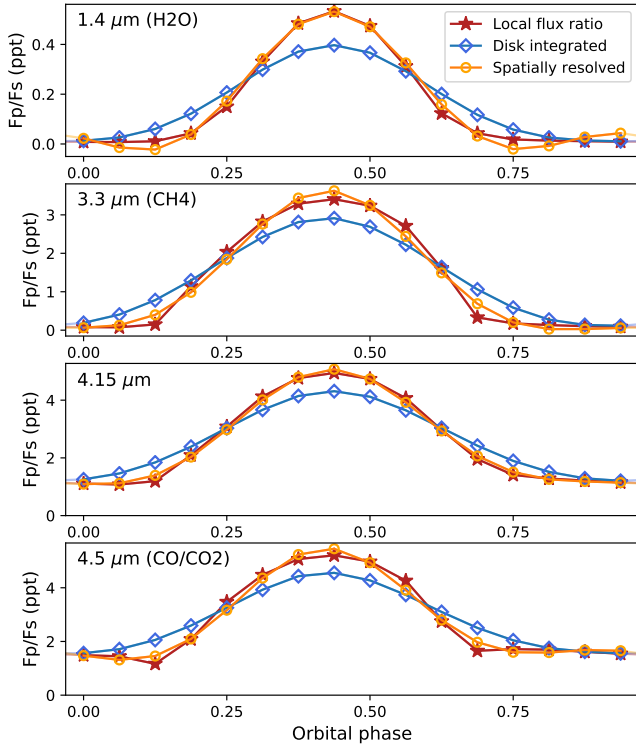 1.4 μm (H2O)
Local flux ratio
Disk integrated
Spatially resolved
Fp/Fs (ppt)
0.4
0.2
0.0
0.00 0.25 0.50 0.75
3.3 μm (CH4)
Fp/Fs (ppt)
3
2
1
0
0.00 0.25 0.50 0.75
4.15 μm
Fp/Fs (ppt)
4
2
0
0.00 0.25 0.50 0.75
4.5 μm (CO/CO2)
Fp/Fs (ppt)
4
2
0
0.00 0.25 0.50 0.75
Orbital phase